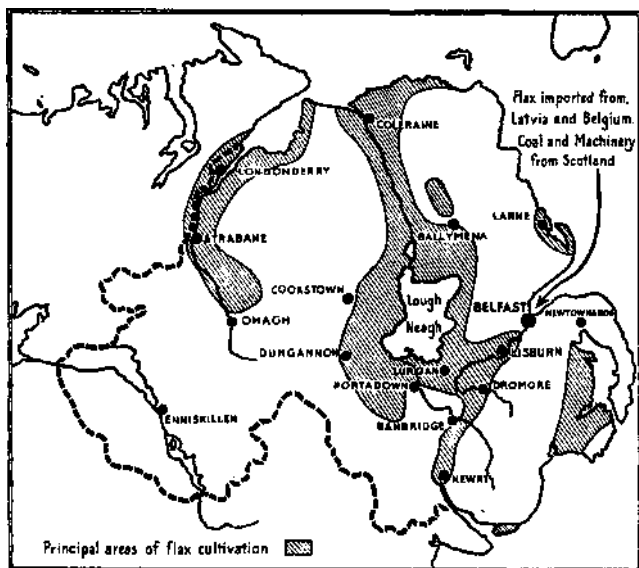 Flax imported from.
Latvia and Belgium.
Coal and Machinery
from Scotland
COLERAINE
LONDONDERRY
LARNE
STRABANE
BALLYMENA
COOKSTOWN
Lough
Neagh
BELFAST
NEWTOWNARDS
OMAGH
DUNGANNON
LISBURN
LURGAN
PORTADOWN
DROMORE
ENNISKILLEN
BANBRIDGE
NEWRY
Principal areas of flax cultivation